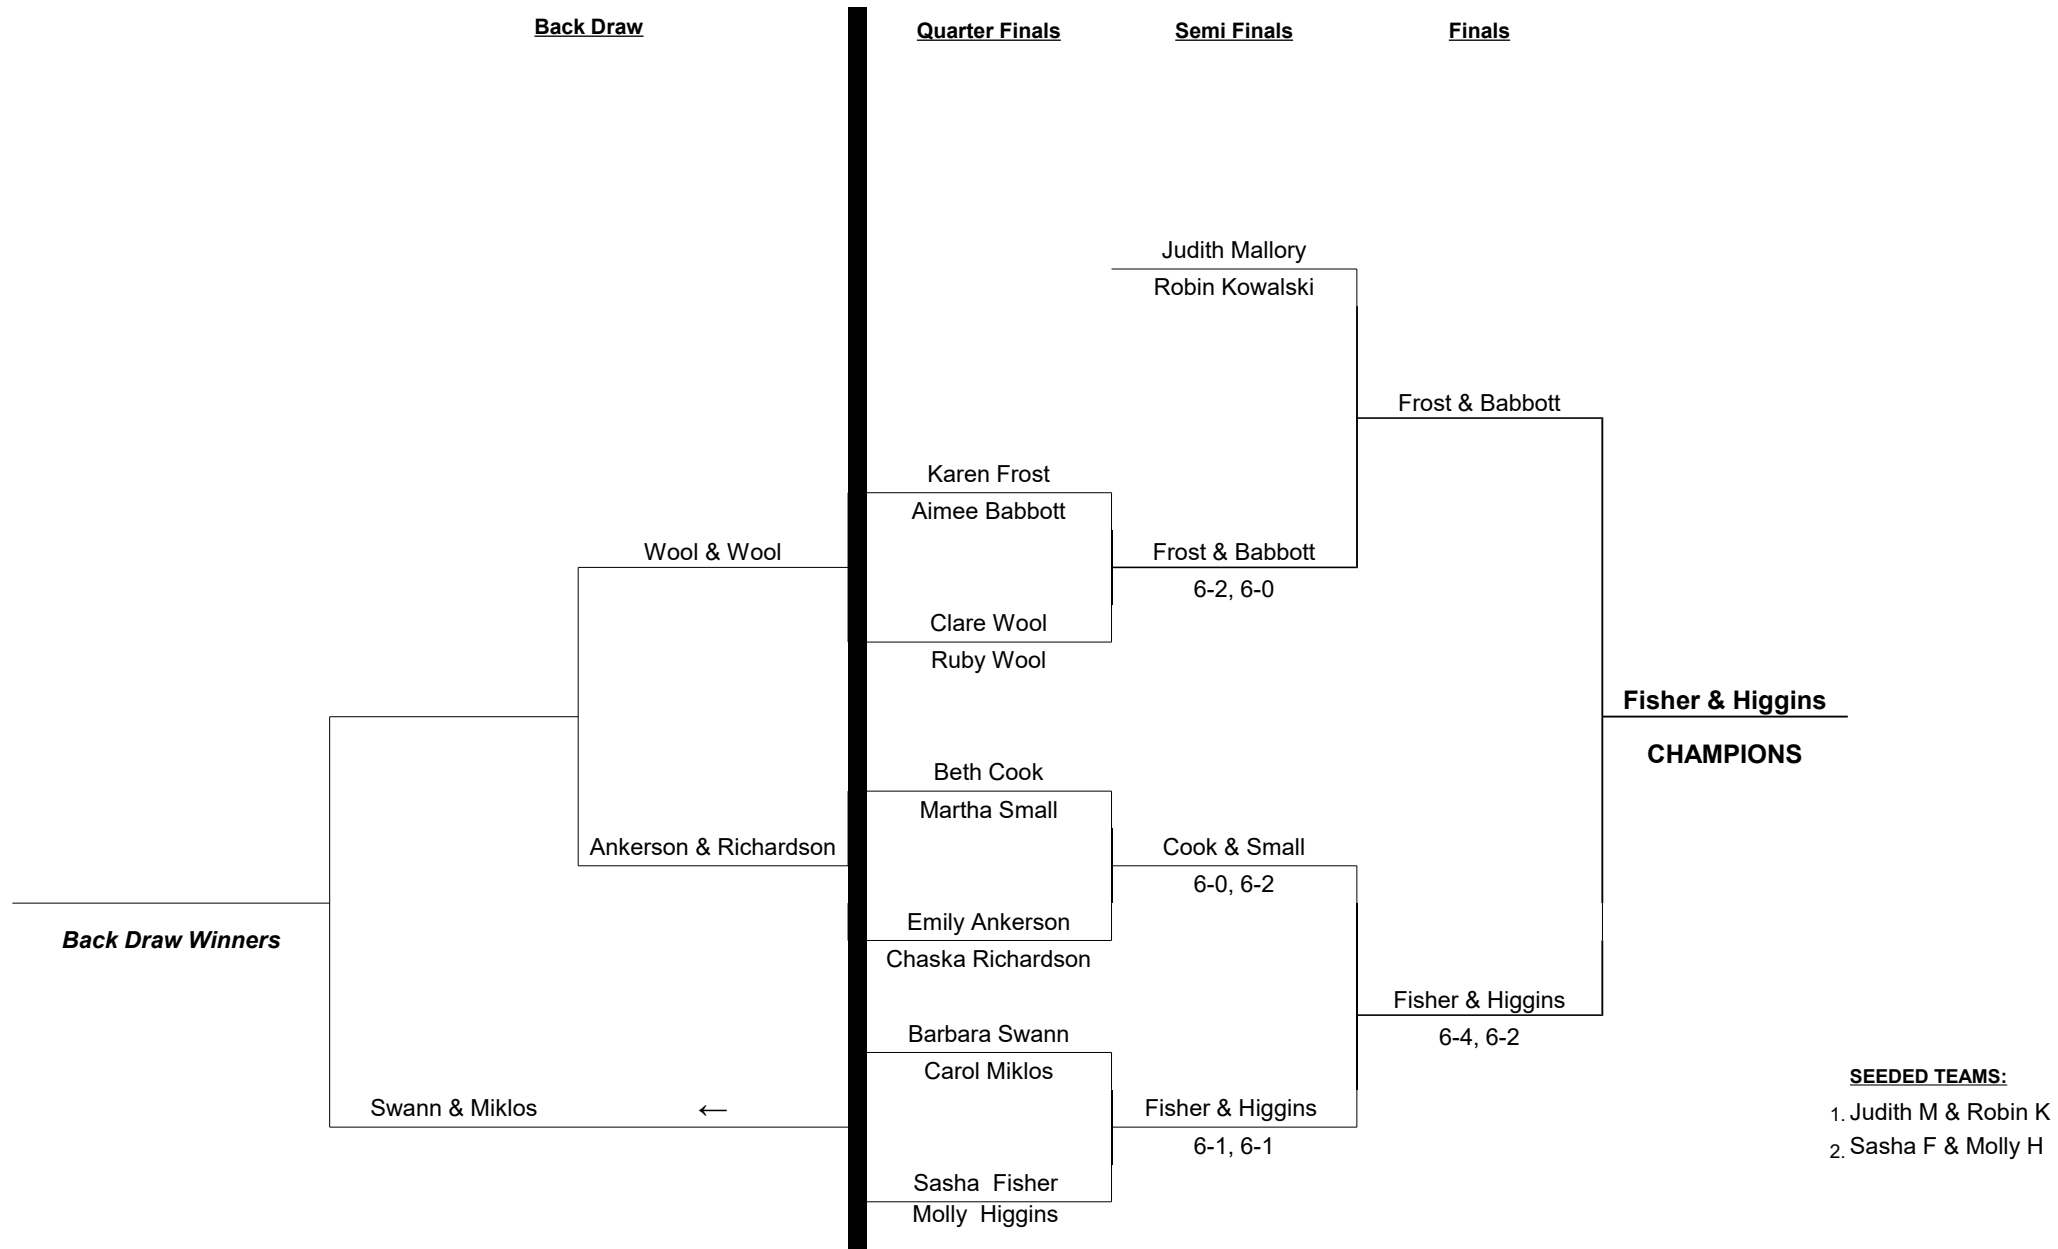 Back Draw
Quarter Finals
Semi Finals
Finals
Judith Mallory
Robin Kowalski
Frost & Babbott
Karen Frost
Aimee Babbott
Wool & Wool
Frost & Babbott
6-2, 6-0
Clare Wool
Ruby Wool
Fisher & Higgins
CHAMPIONS
Beth Cook
Martha Small
Ankerson & Richardson
Cook & Small
6-0, 6-2
Emily Ankerson
Chaska Richardson
Back Draw Winners
Fisher & Higgins
6-4, 6-2
Barbara Swann
Carol Miklos
Swann & Miklos ←
Fisher & Higgins
6-1, 6-1
Sasha  Fisher
Molly  Higgins
SEEDED TEAMS:
1. Judith M & Robin K
2. Sasha F & Molly H